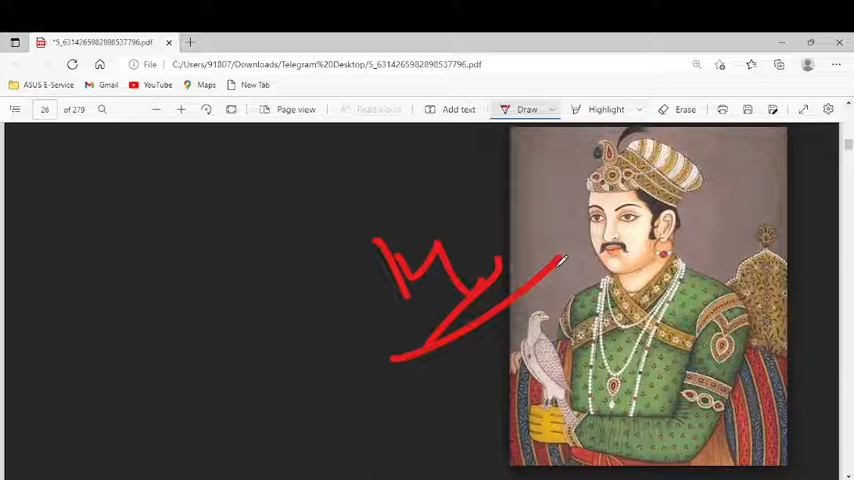 *5_6314265982898537796.pdf
File C:/Users/91807/Downloads/Telegram%20Desktop/5_6314265982898537796.pdf
ASUS E-Service Gmail YouTube Maps New Tab
26 of 279 Page view Read aloud Add text Draw Highlight Erase